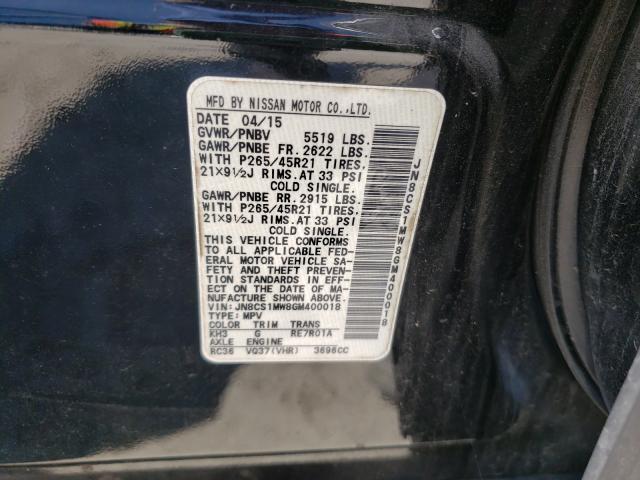 MFD BY NISSAN MOTOR CO.,LTD.
DATE 04/15
GVWR/PNBV 5519 LBS.
GAWR/PNBE FR. 2622 LBS.
WITH P265/45R21 TIRES.
21X9½J RIMS.AT 33 PSI
COLD SINGLE.
GAWR/PNBE RR. 2915 LBS.
WITH P265/45R21 TIRES.
21X9½J RIMS.AT 33 PSI
COLD SINGLE.
THIS VEHICLE CONFORMS
TO ALL APPLICABLE FED-
ERAL MOTOR VEHICLE SA-
FETY AND THEFT PREVEN-
TION STANDARDS IN EFF-
ECT ON THE DATE OF MA-
NUFACTURE SHOWN ABOVE.
VIN: JN8CS1MW8GM400018
TYPE: MPV
COLOR TRIM TRANS
KH3 G RE7R01A
AXLE ENGINE
RC36 VQ37(VHR) 3696CC
JN8CS1MW8GM400018